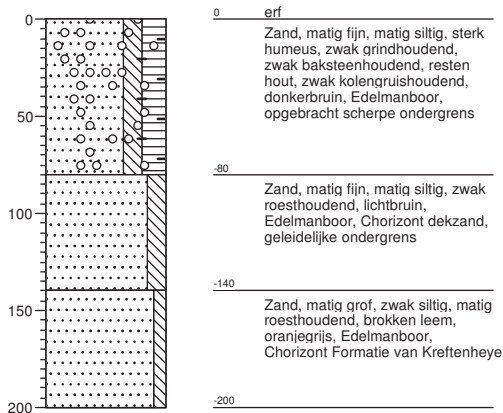 0
0
erf
Zand, matig fijn, matig siltig, sterk
humeus, zwak grindhoudend,
zwak baksteenhoudend, resten
hout, zwak kolengruishoudend,
donkerbruin, Edelmanboor,
opgebracht scherpe ondergrens
50
-80
Zand, matig fijn, matig siltig, zwak
roesthoudend, lichtbruin,
Edelmanboor, Chorizont dekzand,
geleidelijke ondergrens
100
-140
Zand, matig grof, zwak siltig, matig
roesthoudend, brokken leem,
oranjegrijs, Edelmanboor,
Chorizont Formatie van Kreftenheye
150
200
-200